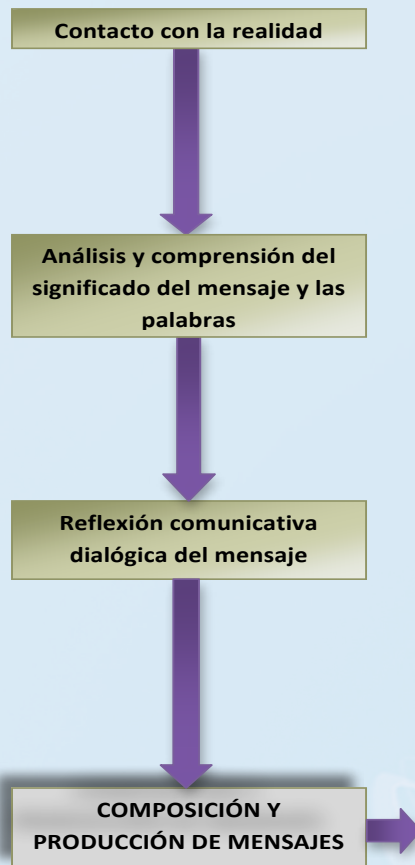 Contacto con la realidad
Análisis y comprensión del
significado del mensaje y las
palabras
Reflexión comunicativa
dialógica del mensaje
COMPOSICIÓN Y
PRODUCCIÓN DE MENSAJES